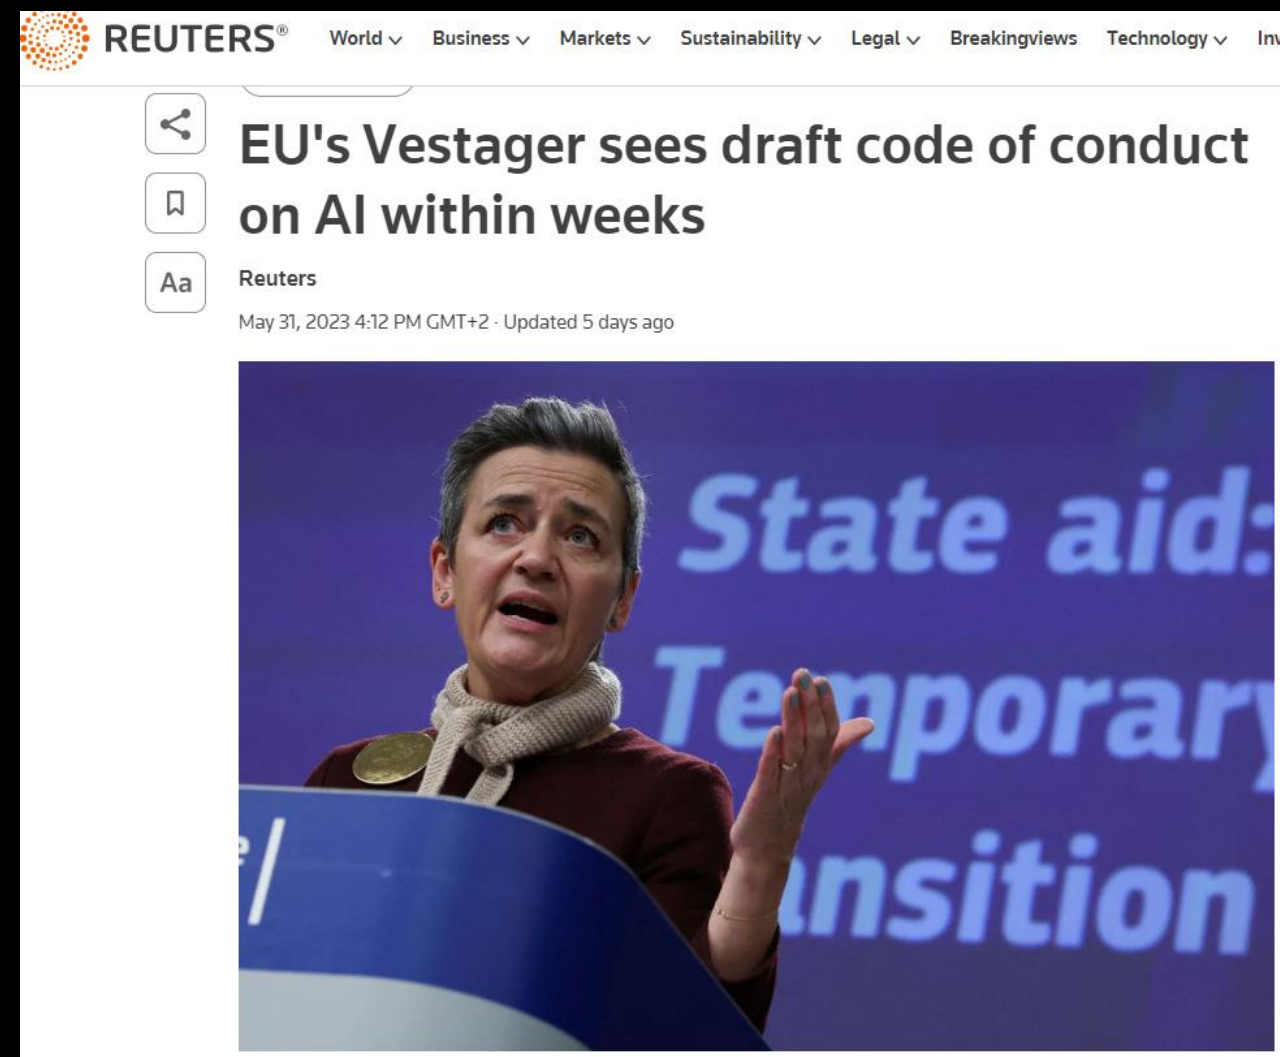 REUTERS®
World Business Markets Sustainability Legal Breakingviews Technology
EU's Vestager sees draft code of conduct
on AI within weeks
Aa
Reuters
May 31, 2023 4:12 PM GMT+2 · Updated 5 days ago
State aid:
Temporary
ansition